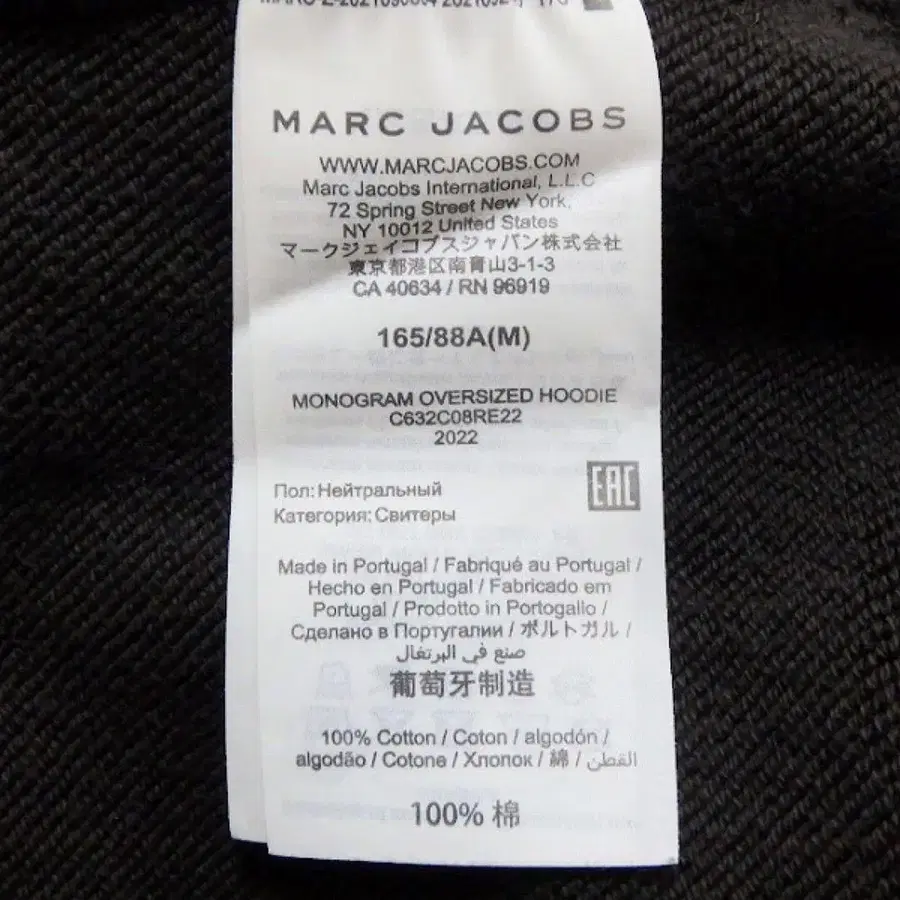 MARC JACOBS
WWW.MARCJACOBS.COM
Marc Jacobs International, L.L.C
72 Spring Street New York,
NY 10012 United States
マークジェイコブスジャパン株式会社
東京都港区南青山3-1-3
CA 40634 / RN 96919
165/88A(M)
MONOGRAM OVERSIZED HOODIE
C632C08RE22
2022
Пол: Нейтральный
Категория: Свитеры
EAC
Made in Portugal / Fabriqué au Portugal /
Hecho en Portugal / Fabricado em
Portugal / Prodotto in Portogallo /
Сделано в Португалии / ポルトガル /
صنع في البرتغال
葡萄牙制造
100% Cotton / Coton / algodón /
algodão / Cotone / Хлопок / 綿 / القطن
100% 棉